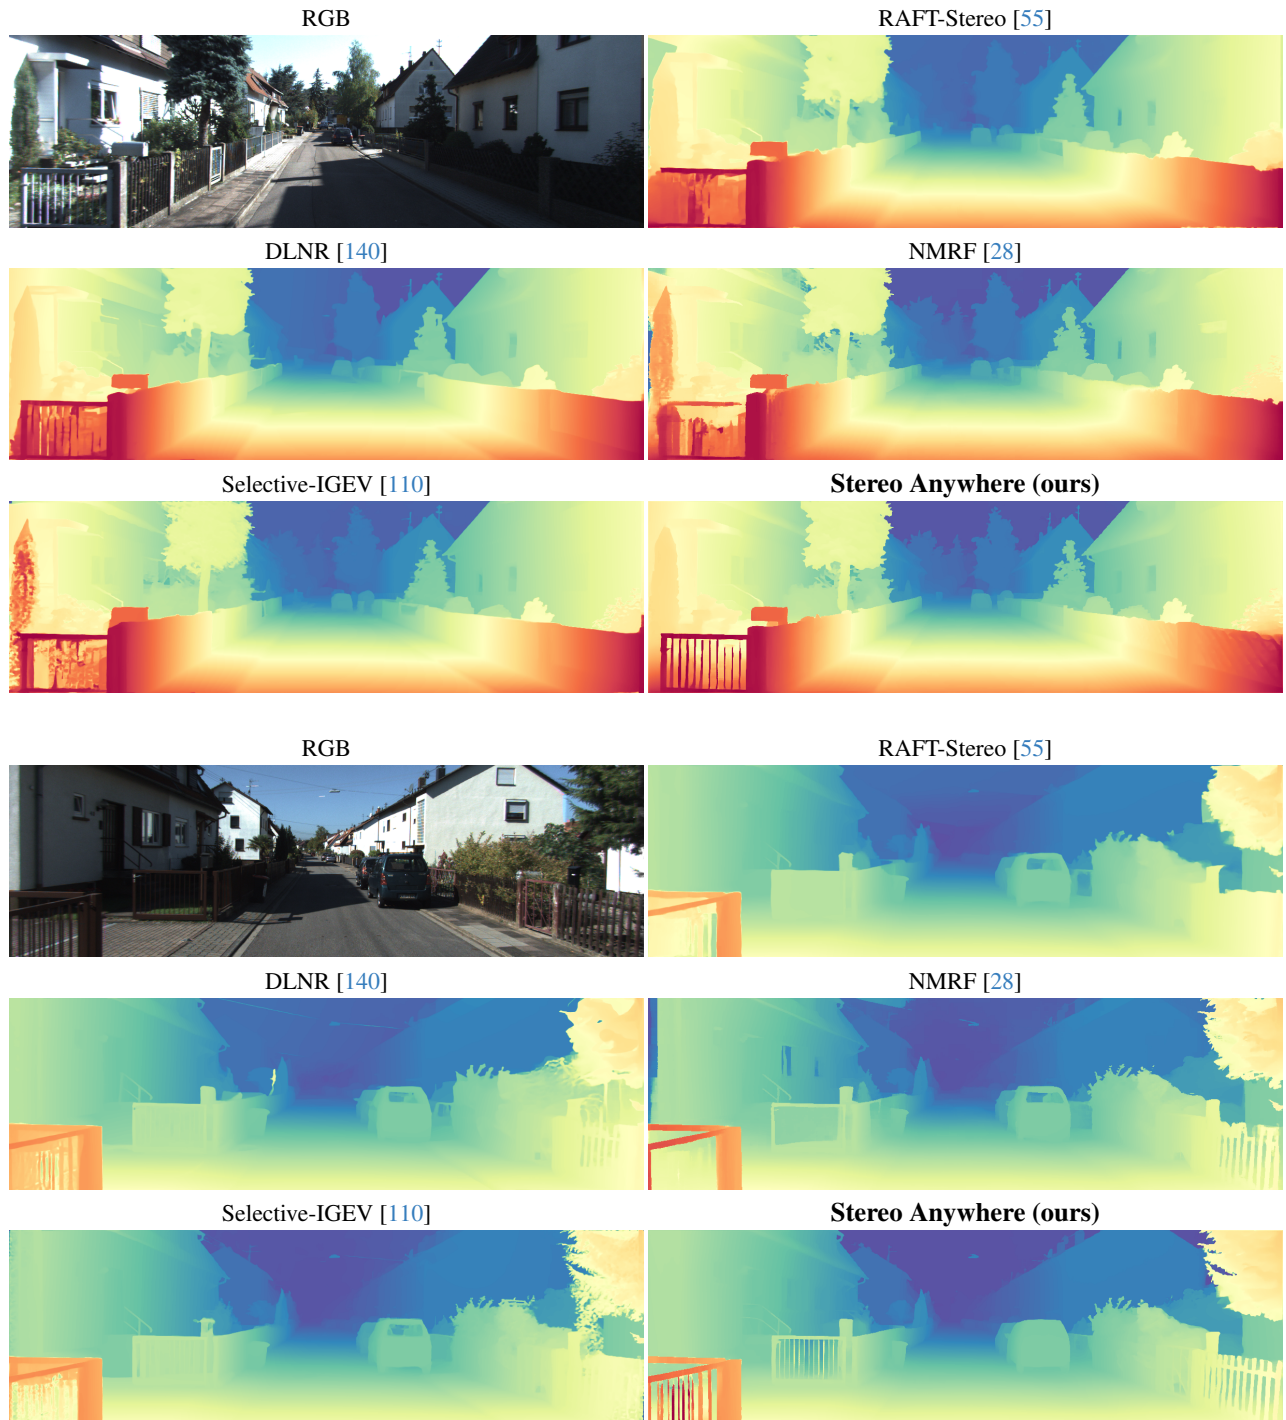 RGB
RAFT-Stereo [55]
DLNR [140]
NMRF [28]
Selective-IGEV [110]
Stereo Anywhere (ours)
RGB
RAFT-Stereo [55]
DLNR [140]
NMRF [28]
Selective-IGEV [110]
Stereo Anywhere (ours)